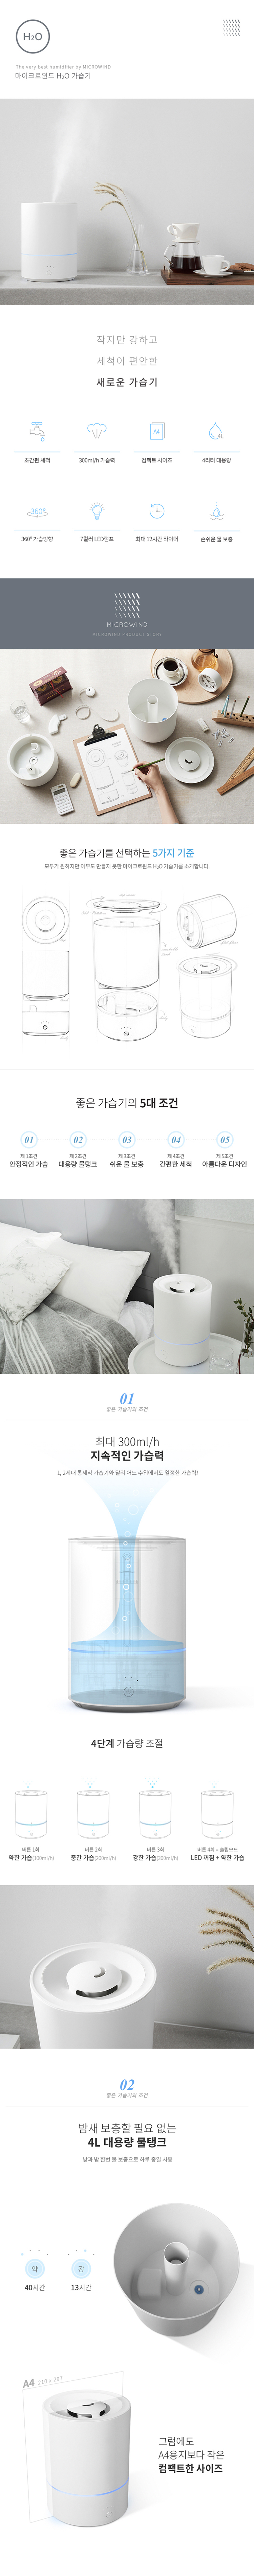 H₂O
The very best humidifier by MICROWIND
마이크로윈드 H₂O 가습기
작지만 강하고
세척이 편안한
새로운 가습기
초간편 세척
300ml/h 가습력
A4
컴팩트 사이즈
4L
4리터 대용량
360°
360° 가습방향
7컬러 LED램프
최대 12시간 타이머
손쉬운 물 보충
MICROWIND
MICROWIND PRODUCT STORY
좋은 가습기를 선택하는 5가지 기준
모두가 원하지만 아무도 만들지 못한 마이크로윈드 H₂O 가습기를 소개합니다.
좋은 가습기의 5대 조건
01
02
03
04
05
제 1조건
제 2조건
제 3조건
제 4조건
제 5조건
안정적인 가습
대용량 물탱크
쉬운 물 보충
간편한 세척
아름다운 디자인
01
좋은 가습기의 조건
최대 300ml/h
지속적인 가습력
1, 2세대 통세척 가습기와 달리 어느 수위에서도 일정한 가습력!
4단계 가습량 조절
버튼 1회
약한 가습(100ml/h)
버튼 2회
중간 가습(200ml/h)
버튼 3회
강한 가습(300ml/h)
버튼 4회 = 슬립모드
LED 꺼짐 + 약한 가습
02
좋은 가습기의 조건
밤새 보충할 필요 없는
4L 대용량 물탱크
낮과 밤 한번 물 보충으로 하루 종일 사용
약
강
40시간
13시간
A4 210 x 297
그럼에도
A4용지보다 작은
컴팩트한 사이즈